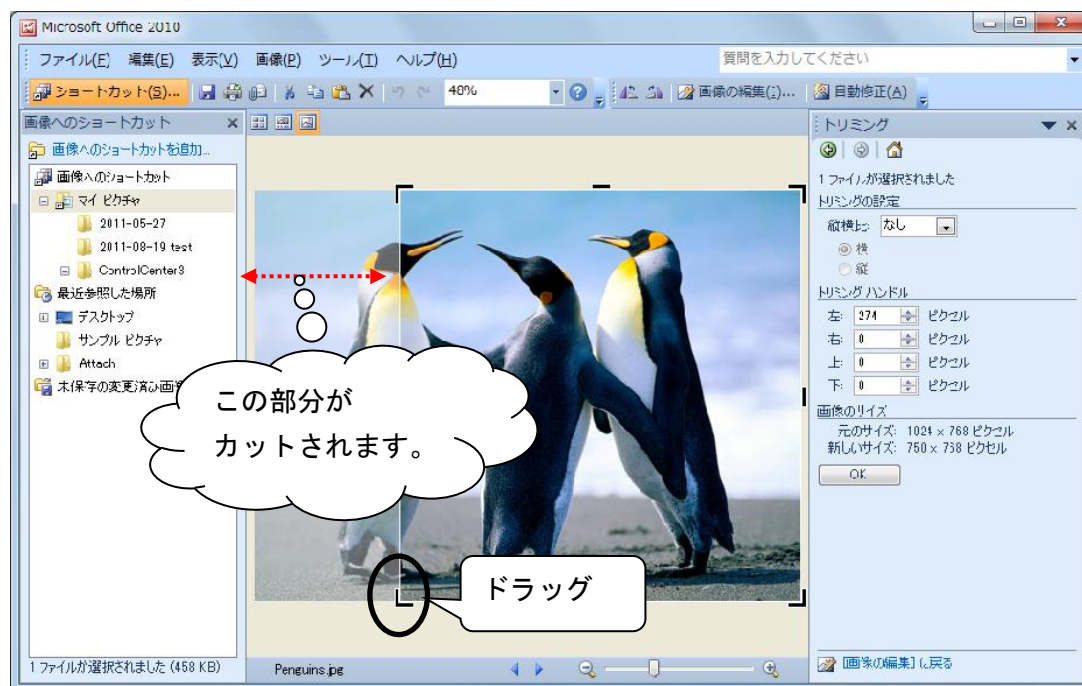 Microsoft Office 2010
ファイル(F) 編集(E) 表示(V) 画像(P) ツール(T) ヘルプ(H)
質問を入力してください
ショートカット(S)...
40%
画像の編集(I)...
自動修正(A)
画像へのショートカット
画像へのショートカットを追加...
画像へのショートカット
マイ ピクチャ
2011-05-27
2011-08-19 test
ControlCenter3
最近参照した場所
デスクトップ
サンプル ピクチャ
Attach
未保存の変更済み画
1 ファイルが選択されました (458 KB)
この部分が
カットされます。
ドラッグ
Penguins.jpg
トリミング
1 ファイルが選択されました
トリミングの設定
縦横比: なし
横
縦
トリミング ハンドル
左: 274 ピクセル
右: 0 ピクセル
上: 0 ピクセル
下: 0 ピクセル
画像のサイズ
元のサイズ: 1024 x 768 ピクセル
新しいサイズ: 750 x 768 ピクセル
OK
[画像の編集] に戻る